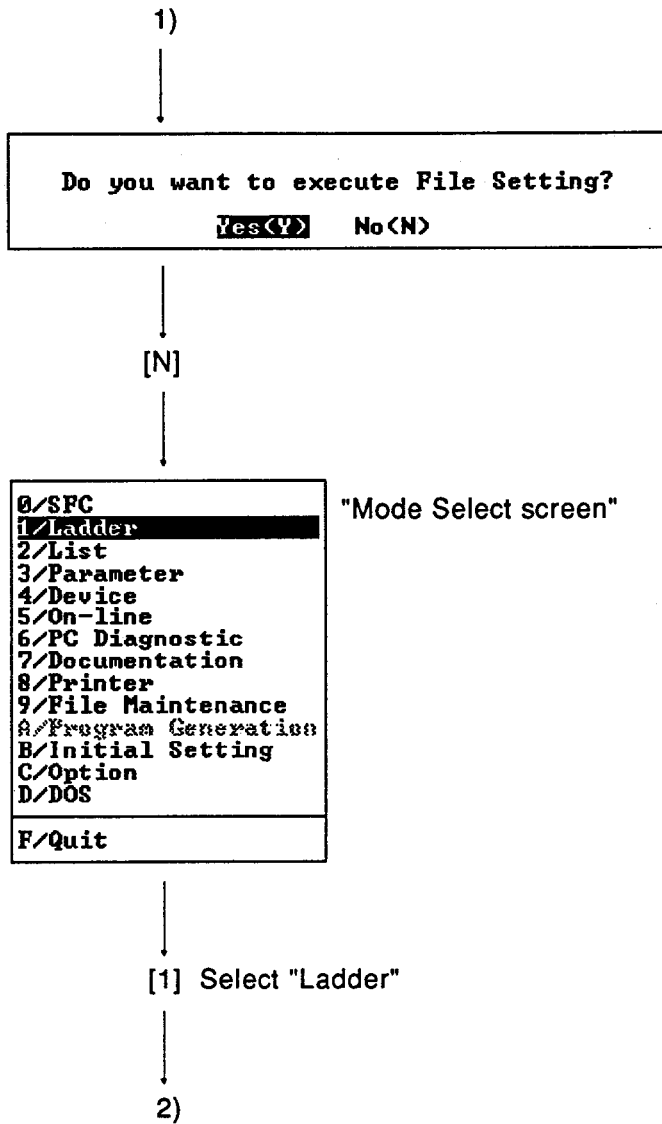 1)
Do you want to execute File Setting?
Yes(Y) No(N)
[N]
0/SFC
"Mode Select screen"
1/Ladder
2/List
3/Parameter
4/Device
5/On-line
6/PC Diagnostic
7/Documentation
8/Printer
9/File Maintenance
A/Program Generation
B/Initial Setting
C/Option
D/DOS
F/Quit
[1] Select "Ladder"
2)